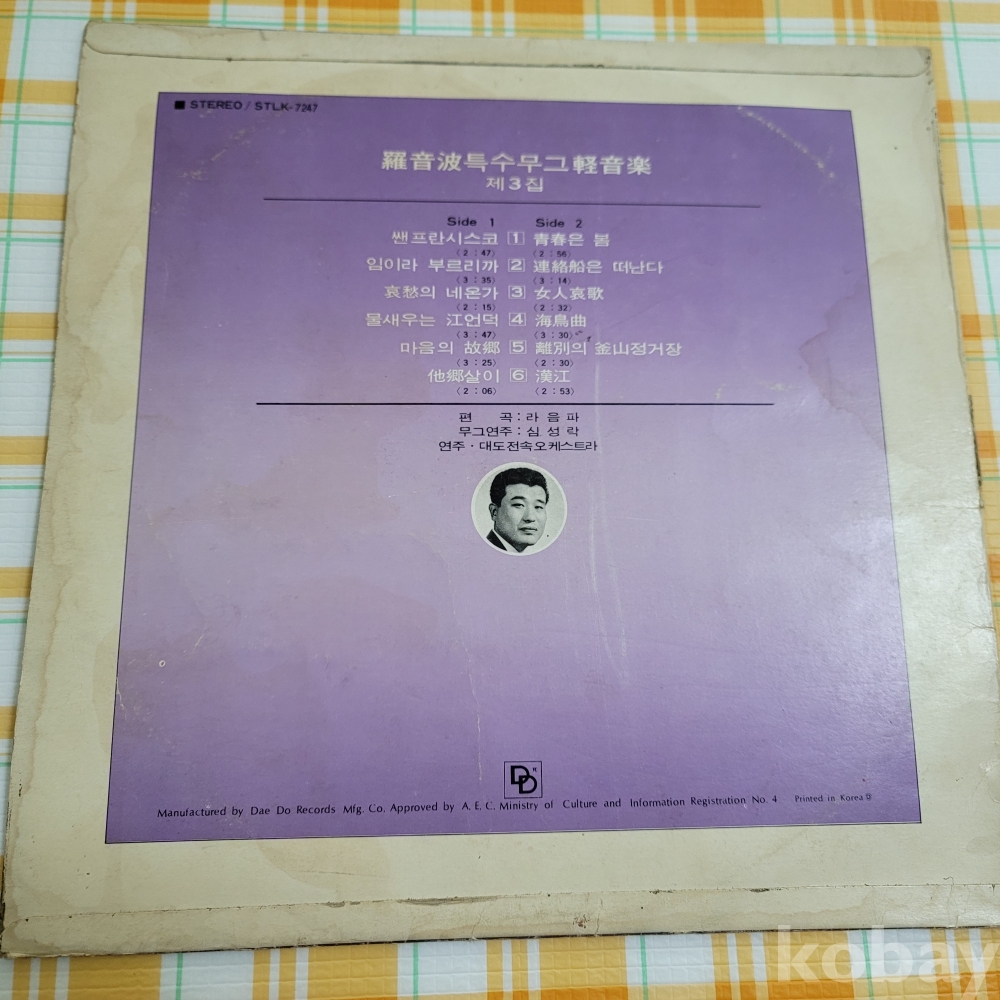 ■ STEREO / STLK-7247
羅音波특수무그軽音楽
제3집
Side 1 Side 2
쌘프란시스코 1 青春은 봄
(2 : 47) (2 : 56)
임이라 부르리까 2 連絡船은 떠난다
(3 : 35) (3 : 14)
哀愁의 네온가 3 女人哀歌
(2 : 15) (2 : 32)
물새우는 江언덕 4 海鳥曲
(3 : 47) (3 : 30)
마음의 故郷 5 離別의 釜山정거장
(3 : 25) (2 : 30)
他郷살이 6 漢江
(2 : 06) (2 : 53)
편 곡 : 라 음 파
무그연주 : 심 성 락
연주 · 대도전속오케스트라
DD
Manufactured by Dae Do Records Mfg. Co. Approved by A. E. C. Ministry of Culture and Information Registration No. 4 Printed in Korea ⓟ
kobay